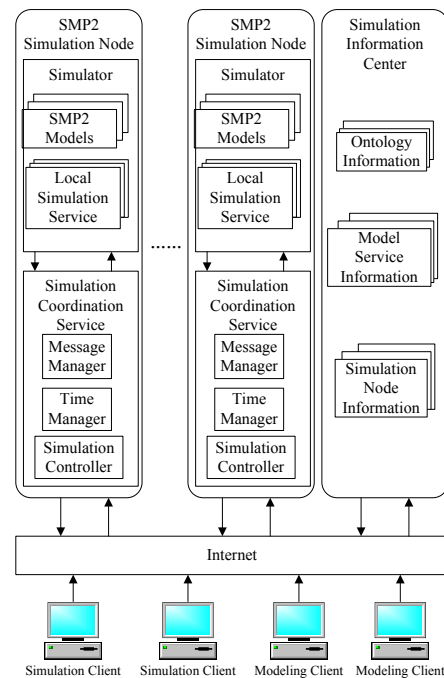 SMP2
Simulation Node
Simulator
SMP2
Models
Local
Simulation
Service
Simulation
Coordination
Service
Message
Manager
Time
Manager
Simulation
Controller
......
SMP2
Simulation Node
Simulator
SMP2
Models
Local
Simulation
Service
Simulation
Coordination
Service
Message
Manager
Time
Manager
Simulation
Controller
Simulation
Information
Center
Ontology
Information
Model
Service
Information
Simulation
Node
Information
Internet
Simulation Client
Simulation Client
Modeling Client
Modeling Client